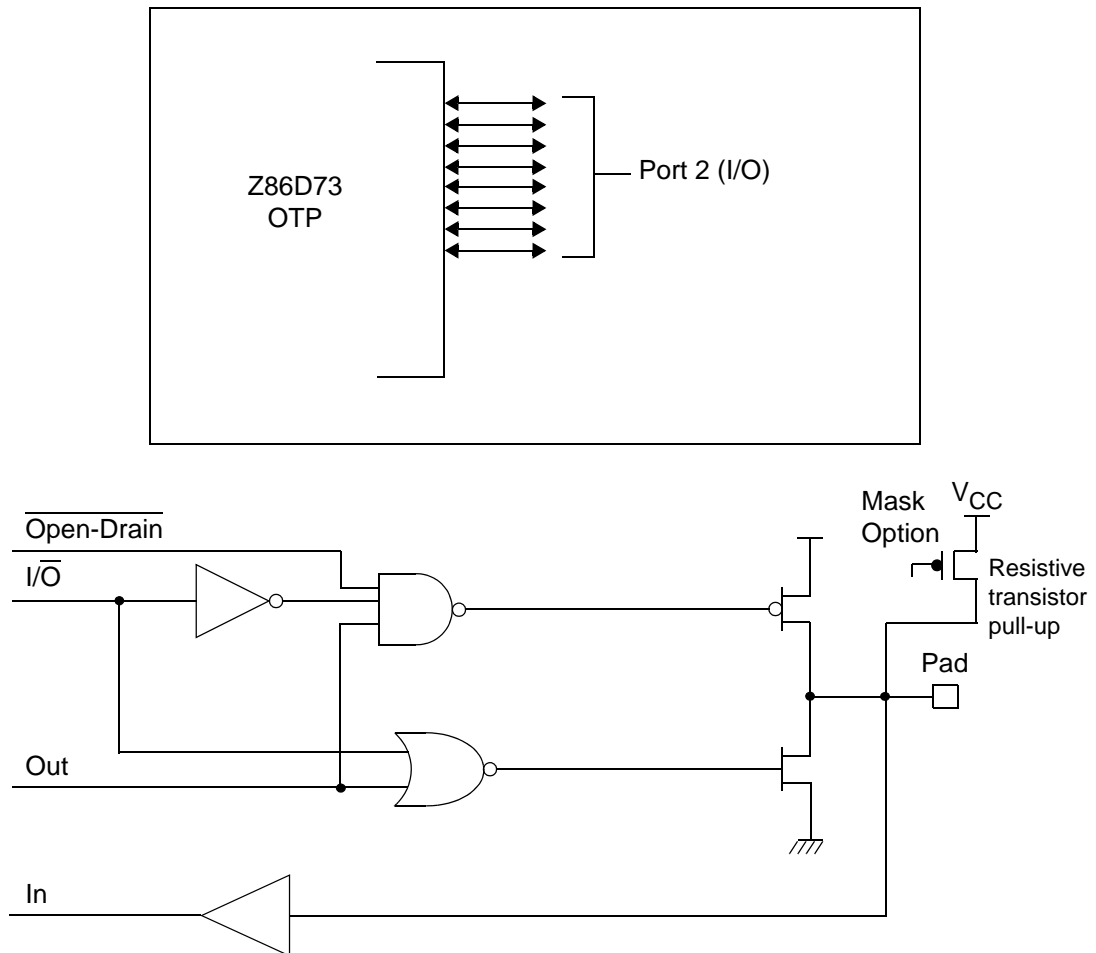 Z86D73
OTP
Port 2 (I/O)
Open-Drain
I/O
Mask
Option
VCC
Resistive
transistor
pull-up
Pad
Out
In